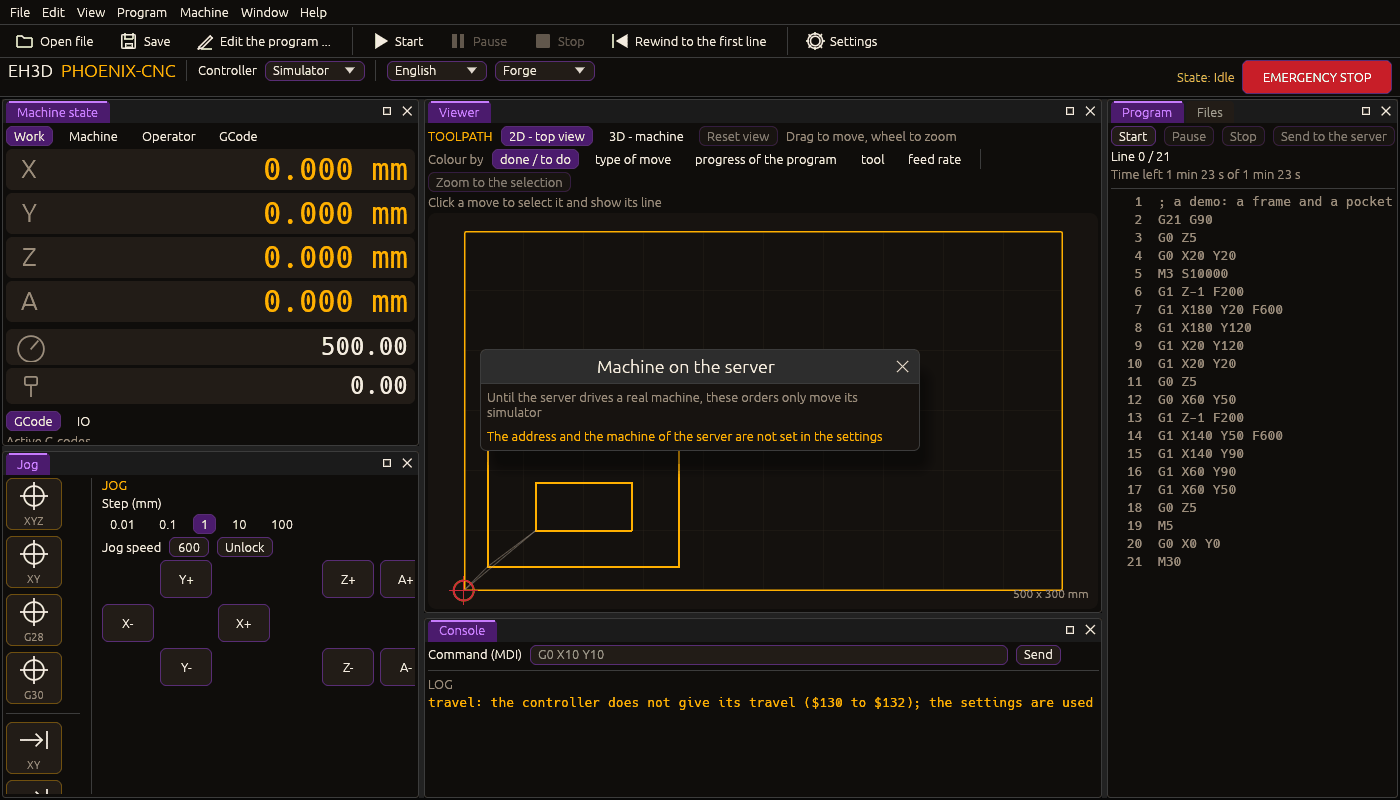 File Edit View Program Machine Window Help
Open file Save Edit the program ... Start Pause Stop Rewind to the first line Settings
EH3D PHOENIX-CNC Controller Simulator English Forge State: Idle EMERGENCY STOP
Machine state
Work Machine Operator GCode
X 0.000 mm
Y 0.000 mm
Z 0.000 mm
A 0.000 mm
500.00
0.00
GCode IO
Active G-codes
Jog
XYZ
XY
G28
G30
XY
JOG
Step (mm)
0.01 0.1 1 10 100
Jog speed 600 Unlock
Y+ Z+ A+
X- X+
Y- Z- A-
Viewer
TOOLPATH 2D - top view 3D - machine Reset view Drag to move, wheel to zoom
Colour by done / to do type of move progress of the program tool feed rate
Zoom to the selection
Click a move to select it and show its line
Machine on the server
Until the server drives a real machine, these orders only move its
simulator
The address and the machine of the server are not set in the settings
500 x 300 mm
Console
Command (MDI) G0 X10 Y10 Send
LOG
travel: the controller does not give its travel ($130 to $132); the settings are used
Program Files
Start Pause Stop Send to the server
Line 0 / 21
Time left 1 min 23 s of 1 min 23 s
1 ; a demo: a frame and a pocket
2 G21 G90
3 G0 Z5
4 G0 X20 Y20
5 M3 S10000
6 G1 Z-1 F200
7 G1 X180 Y20 F600
8 G1 X180 Y120
9 G1 X20 Y120
10 G1 X20 Y20
11 G0 Z5
12 G0 X60 Y50
13 G1 Z-1 F200
14 G1 X140 Y50 F600
15 G1 X140 Y90
16 G1 X60 Y90
17 G1 X60 Y50
18 G0 Z5
19 M5
20 G0 X0 Y0
21 M30